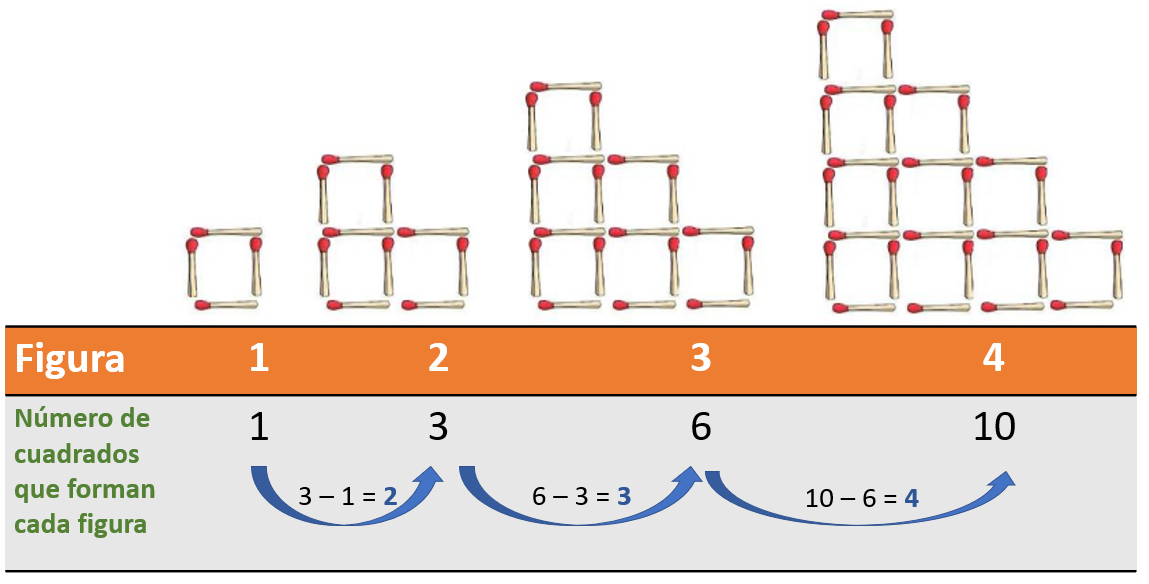 Figura 1 2 3 4
Número de
cuadrados
que forman
cada figura
1 3 6 10
3 – 1 = 2 6 – 3 = 3 10 – 6 = 4